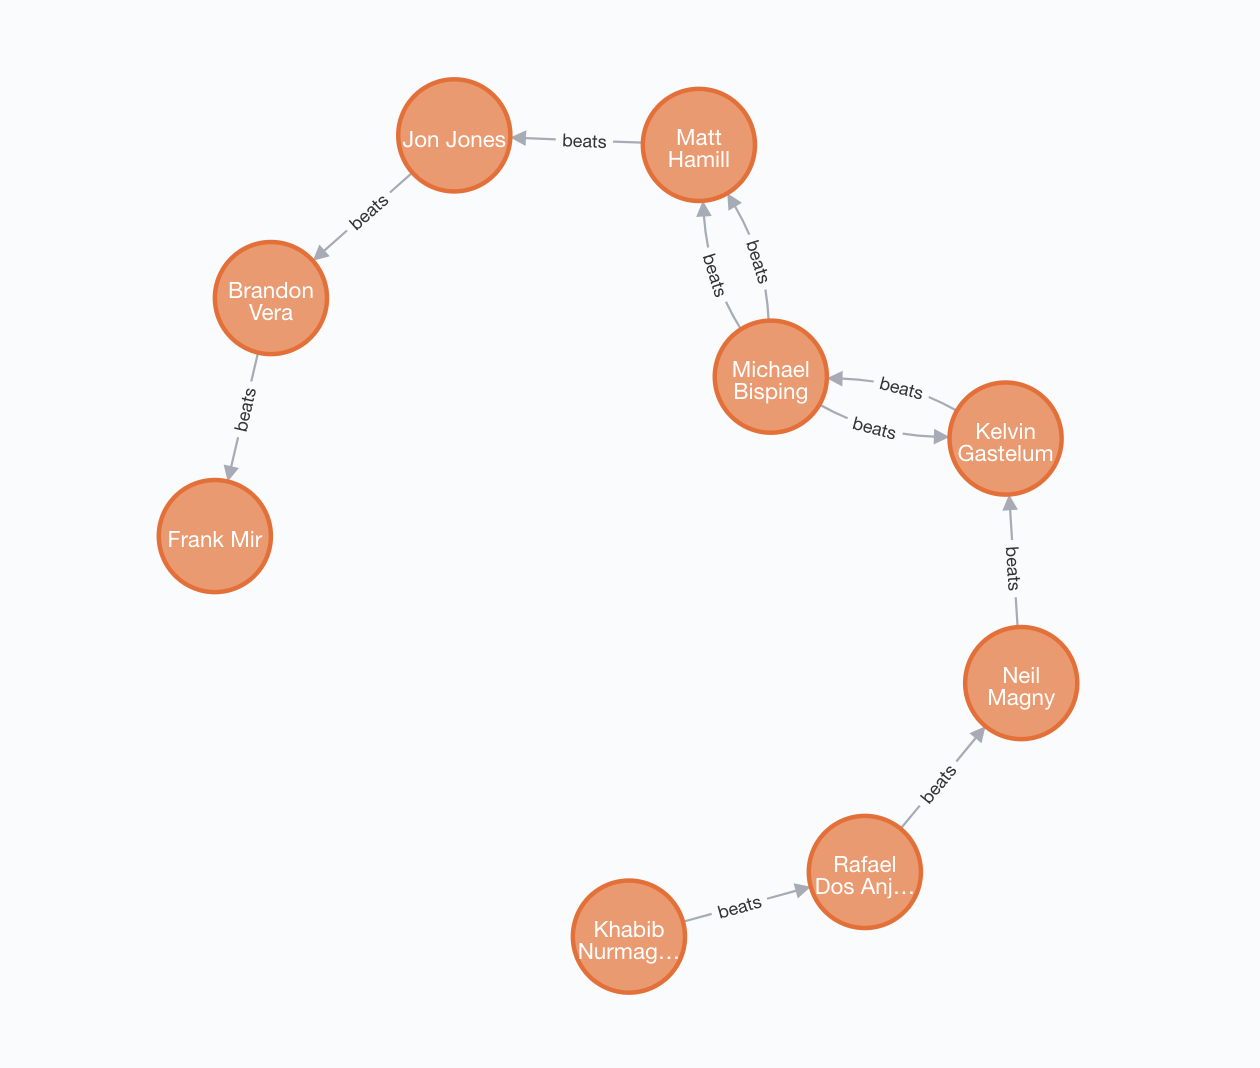 Jon Jones
beats
Matt
Hamill
beats
Brandon
Vera
beats
beats
beats
Frank Mir
Michael
Bisping
beats
beats
Kelvin
Gastelum
beats
Neil
Magny
beats
Rafael
Dos Anj…
beats
Khabib
Nurmag…